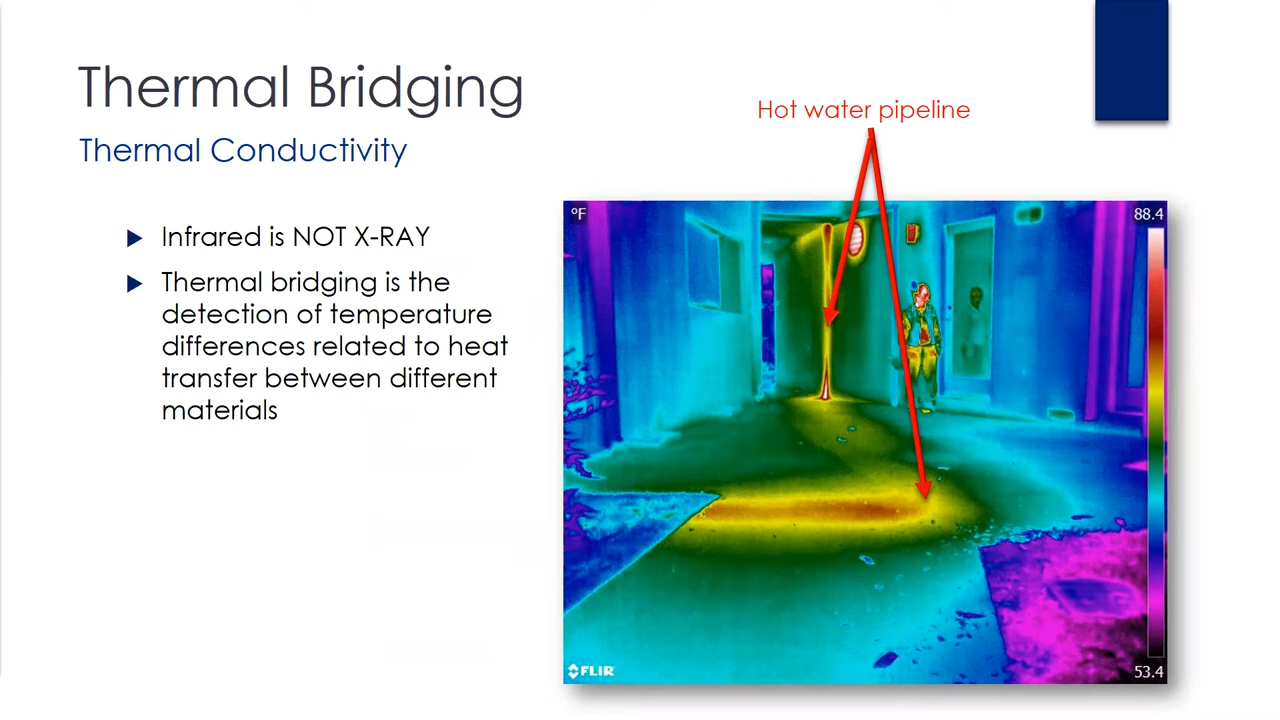 Thermal Bridging
Thermal Conductivity
Hot water pipeline
Infrared is NOT X-RAY
Thermal bridging is the
detection of temperature
differences related to heat
transfer between different
materials
°F
88.4
53.4
FLIR